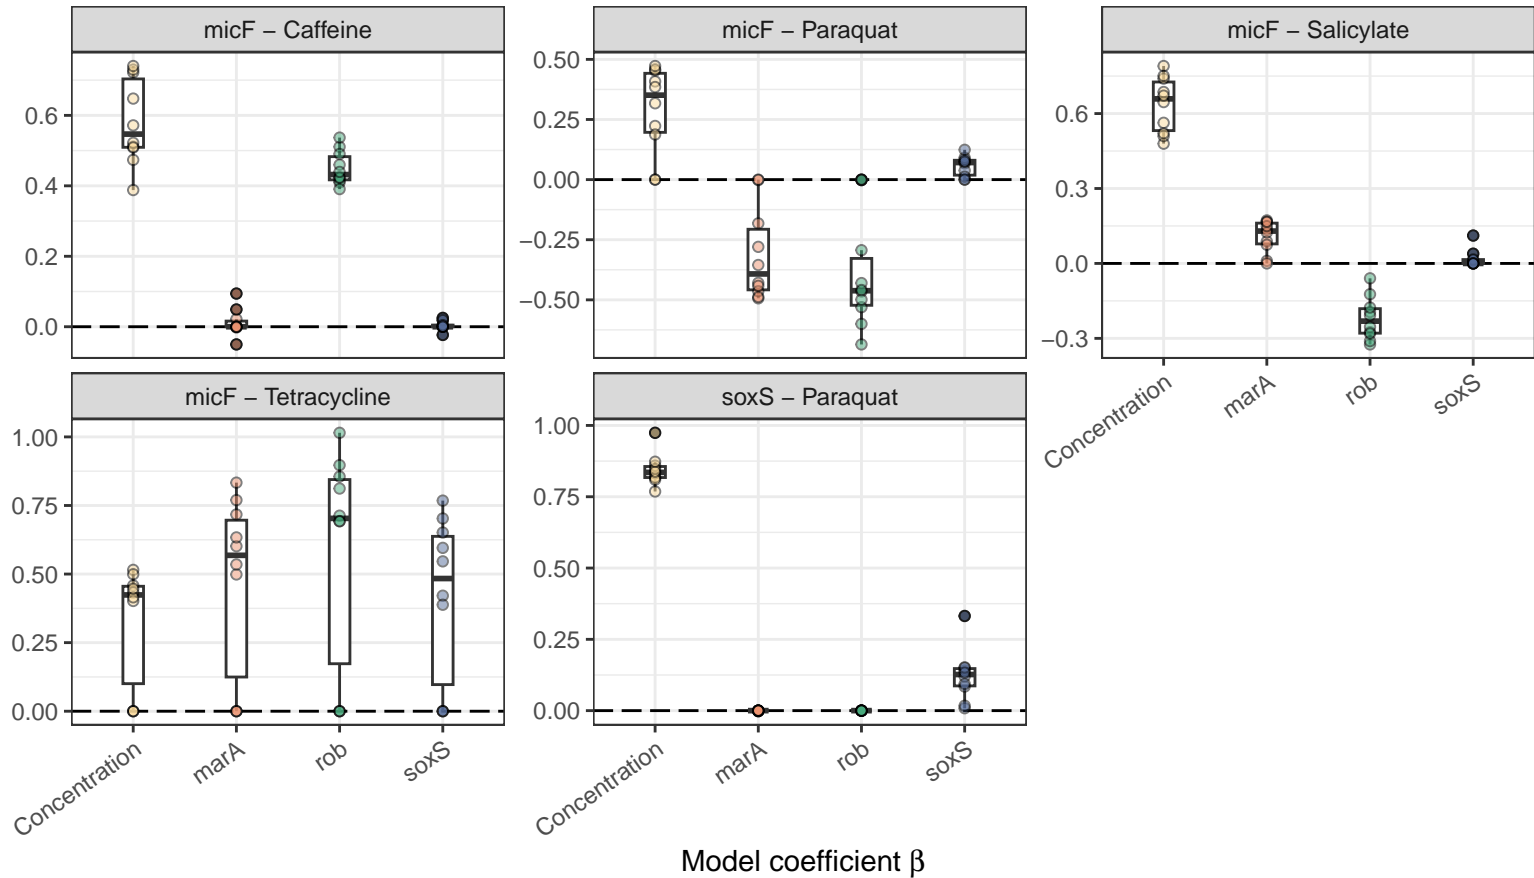 micF − Caffeine
0.6
0.4
0.2
0.0
micF − Paraquat
0.50
0.25
0.00
−0.25
−0.50
micF − Salicylate
0.6
0.3
0.0
−0.3
Concentration
marA
rob
soxS
micF − Tetracycline
1.00
0.75
0.50
0.25
0.00
Concentration
marA
rob
soxS
soxS − Paraquat
1.00
0.75
0.50
0.25
0.00
Concentration
marA
rob
soxS
Model coefficient β